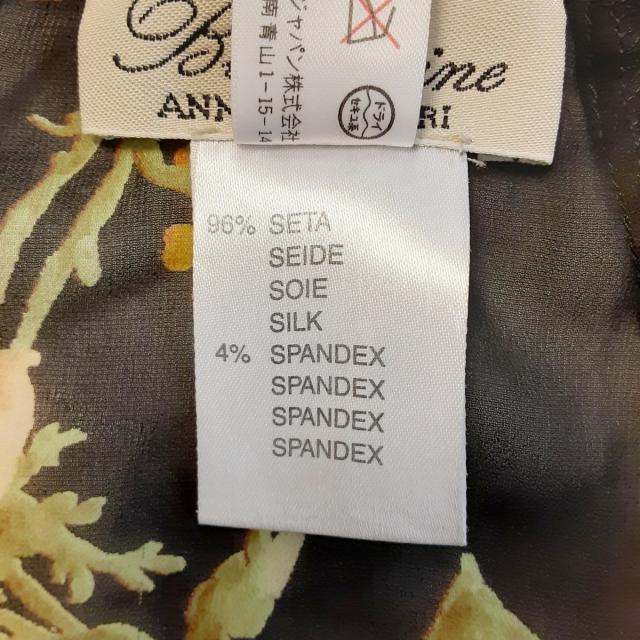 B ine
ANN RI
ジャパン株式会社
青山1-15-14
ドライ
96% SETA
SEIDE
SOIE
SILK
4% SPANDEX
SPANDEX
SPANDEX
SPANDEX